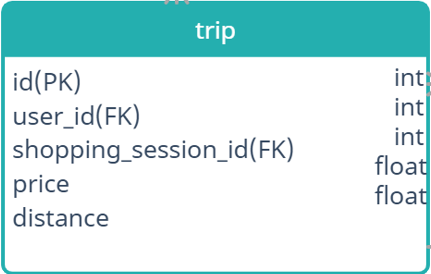 trip
id(PK) int
user_id(FK) int
shopping_session_id(FK) int
price float
distance float